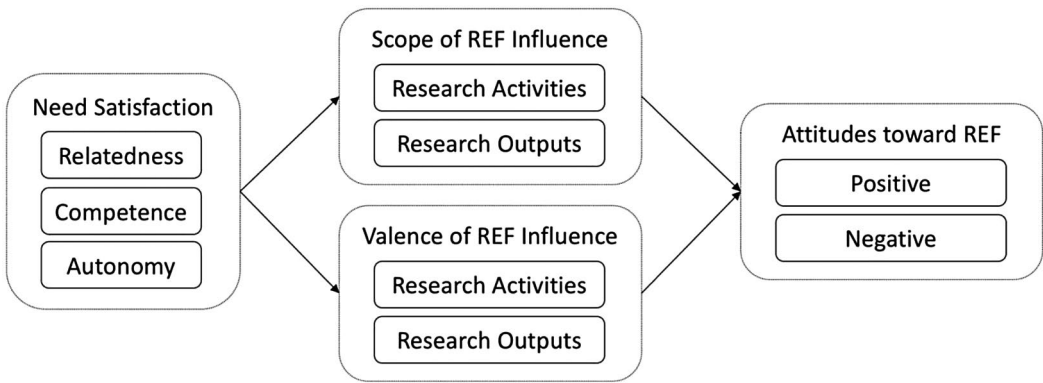 Need Satisfaction
Relatedness
Competence
Autonomy
Scope of REF Influence
Research Activities
Research Outputs
Valence of REF Influence
Research Activities
Research Outputs
Attitudes toward REF
Positive
Negative